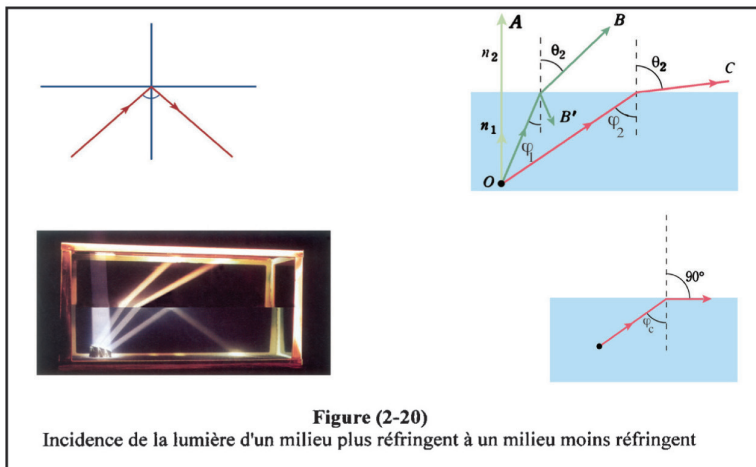 A
B
θ₂
n₂
θ₂
C
n₁
B'
φ₁
φ₂
O
90°
φc
Figure (2-20)
Incidence de la lumière d'un milieu plus réfringent à un milieu moins réfringent